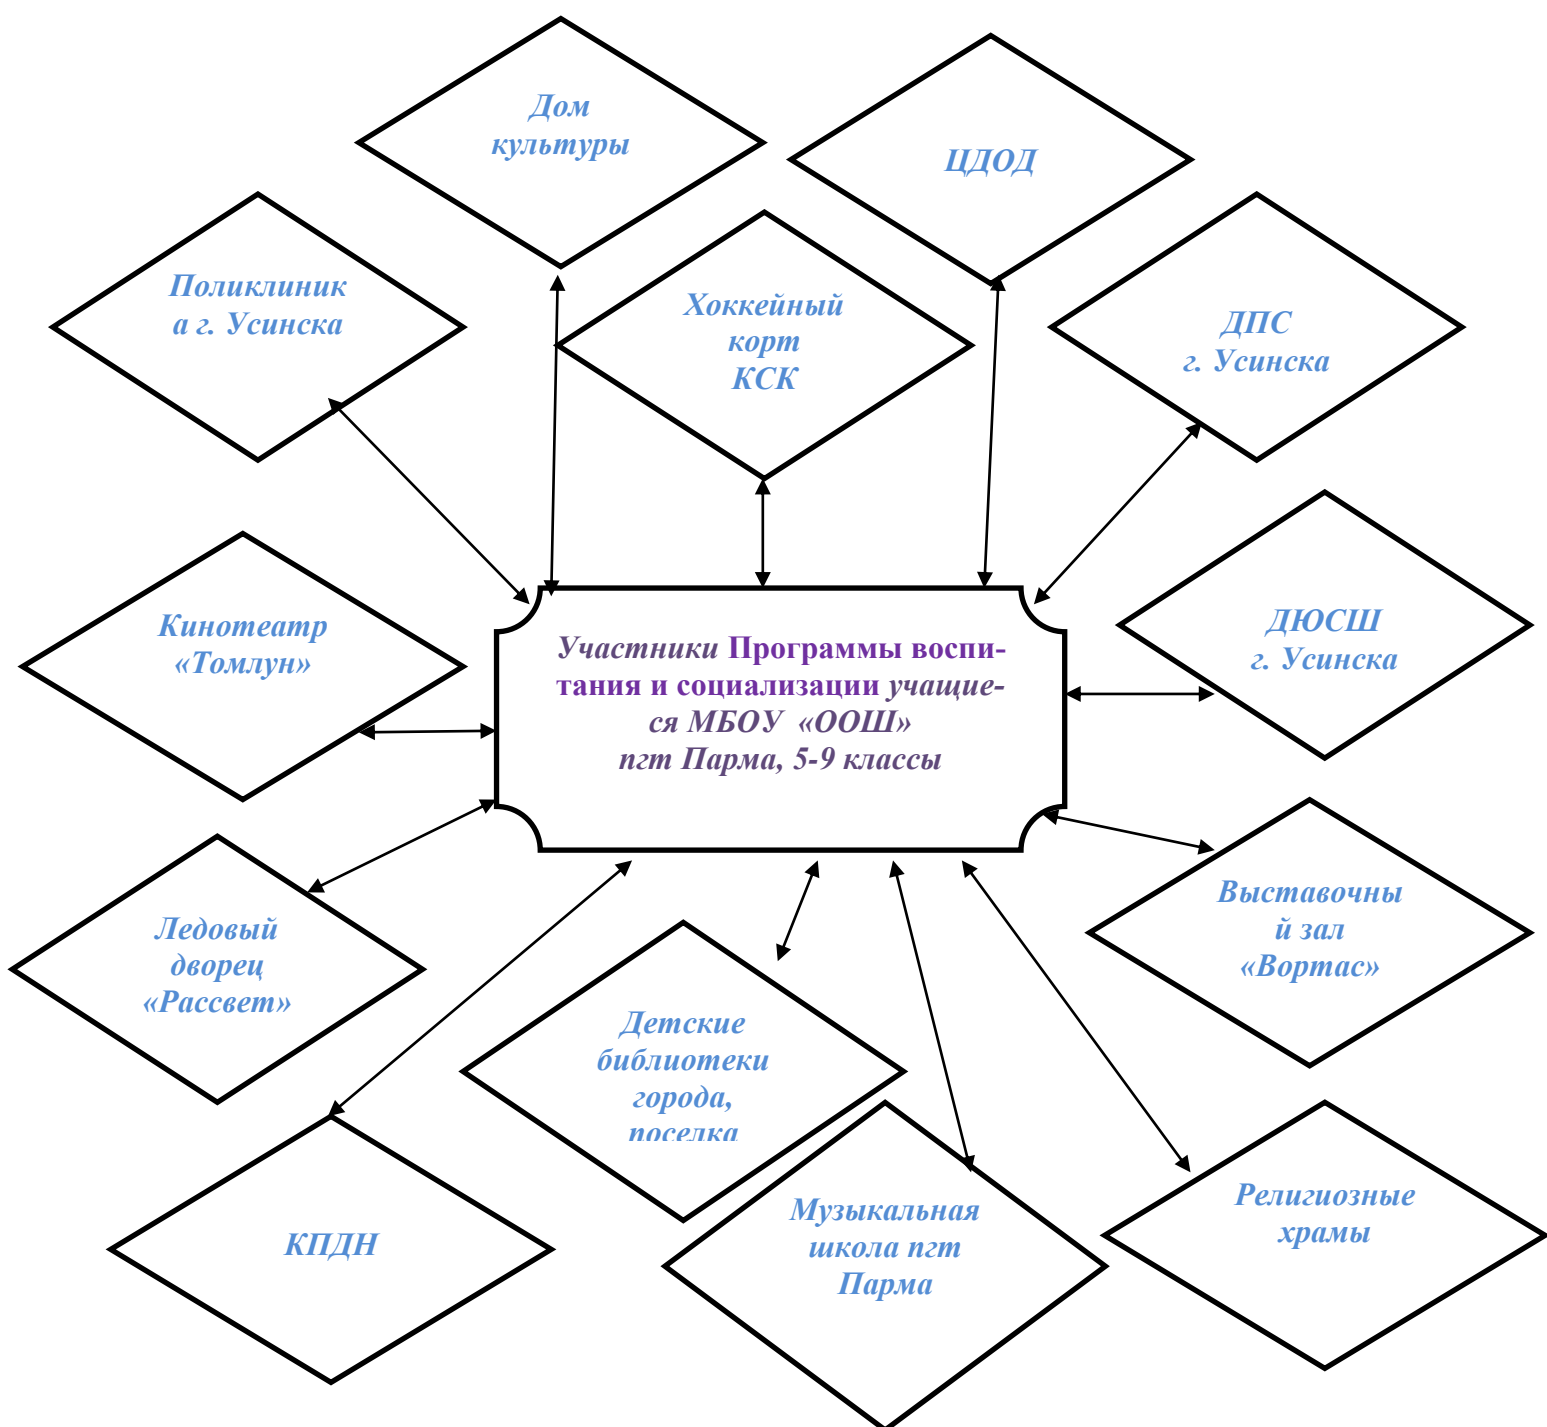 Дом
культуры
ЦДОД
Поликлиник
а г. Усинска
Хоккейный
корт
КСК
ДПС
г. Усинска
Кинотеатр
«Томлун»
Участники Программы воспи-
тания и социализации учащие-
ся МБОУ «ООШ»
пгт Парма, 5-9 классы
ДЮСШ
г. Усинска
Ледовый
дворец
«Рассвет»
Выставочны
й зал
«Вортас»
Детские
библиотеки
города,
поселка
КПДН
Музыкальная
школа пгт
Парма
Религиозные
храмы